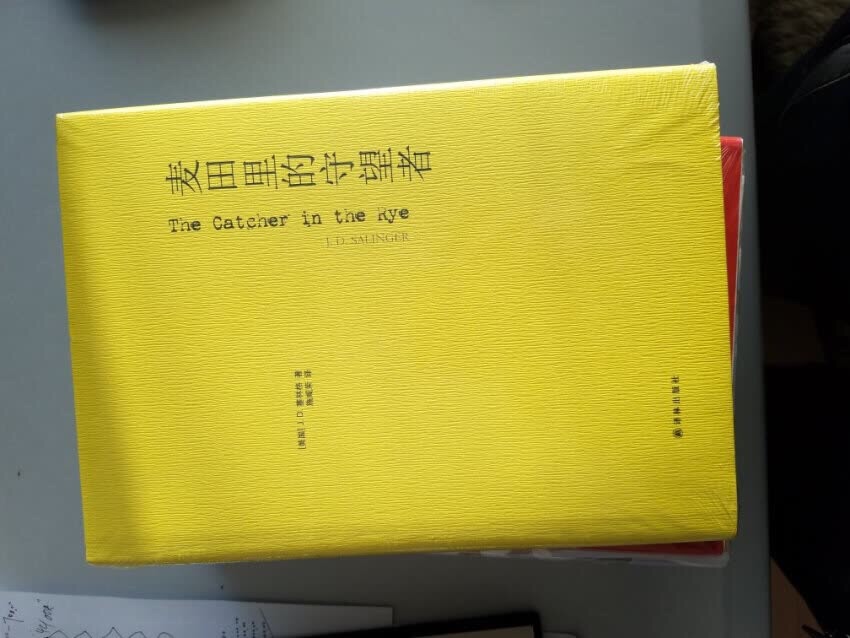 麦田里的守望者
The Catcher in the Rye
J. D. SALINGER
[美国] J. D. 塞林格 著
施咸荣 译
译林出版社